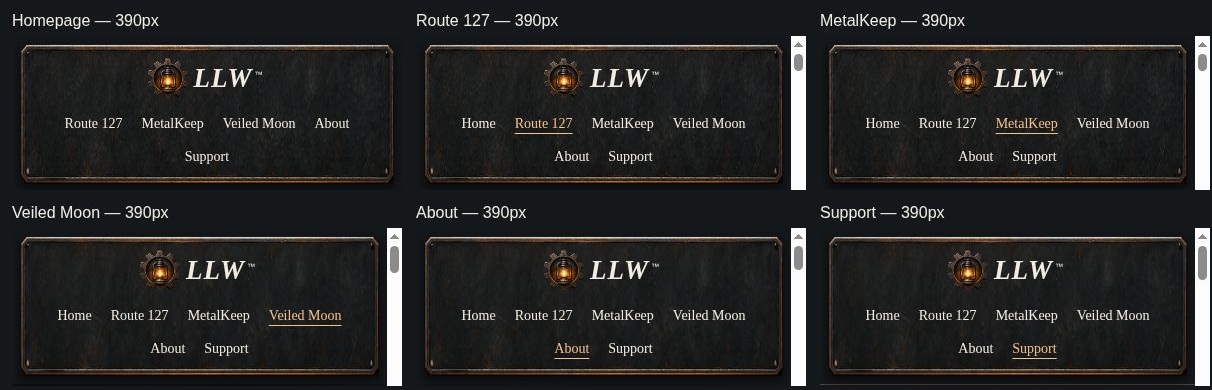 Homepage — 390px
LLW™
Route 127 MetalKeep Veiled Moon About
Support
Route 127 — 390px
LLW™
Home Route 127 MetalKeep Veiled Moon
About Support
MetalKeep — 390px
LLW™
Home Route 127 MetalKeep Veiled Moon
About Support
Veiled Moon — 390px
LLW™
Home Route 127 MetalKeep Veiled Moon
About Support
About — 390px
LLW™
Home Route 127 MetalKeep Veiled Moon
About Support
Support — 390px
LLW™
Home Route 127 MetalKeep Veiled Moon
About Support